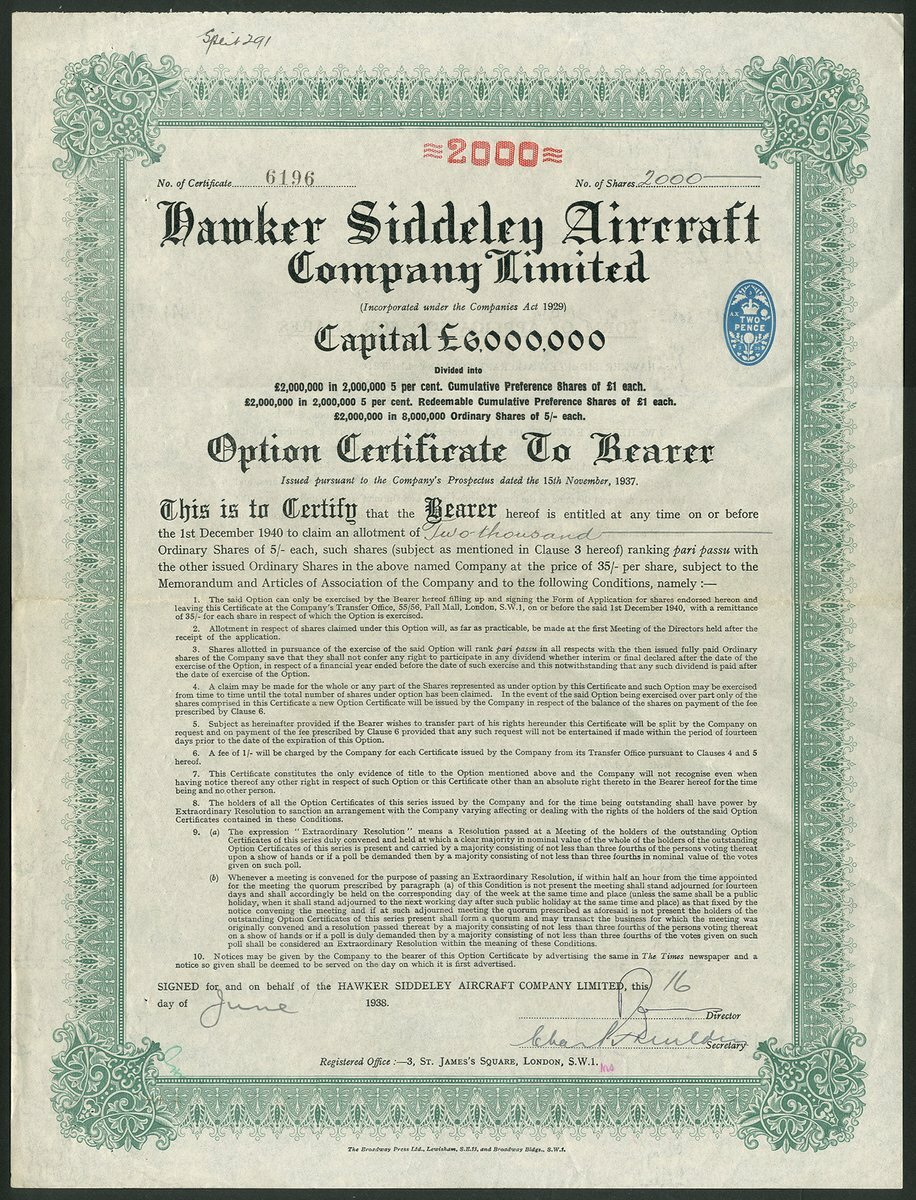 Split 291
2000
No. of Certificate 6196 No. of Shares 2000
Hawker Siddeley Aircraft
Company Limited
(Incorporated under the Companies Act 1929)
Capital £6,000,000
TWO
PENCE
Divided into
£2,000,000 in 2,000,000 5 per cent. Cumulative Preference Shares of £1 each.
£2,000,000 in 2,000,000 5 per cent. Redeemable Cumulative Preference Shares of £1 each.
£2,000,000 in 8,000,000 Ordinary Shares of 5/- each.
Option Certificate To Bearer
Issued pursuant to the Company's Prospectus dated the 15th November, 1937.
This is to Certify that the Bearer hereof is entitled at any time on or before
the 1st December 1940 to claim an allotment of Two thousand
Ordinary Shares of 5/- each, such shares (subject as mentioned in Clause 3 hereof) ranking pari passu with
the other issued Ordinary Shares in the above named Company at the price of 35/- per share, subject to the
Memorandum and Articles of Association of the Company and to the following Conditions, namely :—
1. The said Option can only be exercised by the Bearer hereof filling up and signing the Form of Application for shares endorsed hereon and
leaving this Certificate at the Company's Transfer Office, 55/56, Pall Mall, London, S.W.1, on or before the said 1st December 1940, with a remittance
of 35/- for each share in respect of which the Option is exercised.
2. Allotment in respect of shares claimed under this Option will, as far as practicable, be made at the first Meeting of the Directors held after the
receipt of the application.
3. Shares allotted in pursuance of the exercise of the said Option will rank pari passu in all respects with the then issued fully paid Ordinary
shares of the Company save that they shall not confer any right to participate in any dividend whether interim or final declared after the date of the
exercise of the Option, in respect of a financial year ended before the date of such exercise and this notwithstanding that any such dividend is paid after
the date of exercise of the Option.
4. A claim may be made for the whole or any part of the Shares represented as under option by this Certificate and such Option may be exercised
from time to time until the total number of shares under option has been claimed. In the event of the said Option being exercised over part only of the
shares comprised in this Certificate a new Option Certificate will be issued by the Company in respect of the balance of the shares on payment of the fee
prescribed by Clause 6.
5. Subject as hereinafter provided if the Bearer wishes to transfer part of his rights hereunder this Certificate will be split by the Company on
request and on payment of the fee prescribed by Clause 6 provided that any such request will not be entertained if made within the period of fourteen
days prior to the date of the expiration of this Option.
6. A fee of 1/- will be charged by the Company for each Certificate issued by the Company from its Transfer Office pursuant to Clauses 4 and 5
hereof.
7. This Certificate constitutes the only evidence of title to the Option mentioned above and the Company will not recognise even when
having notice thereof any other right in respect of such Option or this Certificate other than an absolute right thereto in the Bearer hereof for the time
being and no other person.
8. The holders of all the Option Certificates of this series issued by the Company and for the time being outstanding shall have power by
Extraordinary Resolution to sanction an arrangement with the Company varying affecting or dealing with the rights of the holders of the said Option
Certificates contained in these Conditions.
9. (a) The expression "Extraordinary Resolution" means a Resolution passed at a Meeting of the holders of the outstanding Option
Certificates of this series duly convened and held at which a clear majority in nominal value of the whole of the holders of the outstanding
Option Certificates of this series is present and carried by a majority consisting of not less than three fourths of the persons voting thereat
upon a show of hands or if a poll be demanded then by a majority consisting of not less than three fourths in nominal value of the votes
given on such poll.
(b) Whenever a meeting is convened for the purpose of passing an Extraordinary Resolution, if within half an hour from the time appointed
for the meeting the quorum prescribed by paragraph (a) of this Condition is not present the meeting shall stand adjourned for fourteen
days and shall accordingly be held on the corresponding day of the week at the same time and place (unless the same shall be a public
holiday, when it shall stand adjourned to the next working day after such public holiday at the same time and place) as that fixed by the
notice convening the meeting and if at such adjourned meeting the quorum prescribed as aforesaid is not present the holders of the
outstanding Option Certificates of this series present shall form a quorum and may transact the business for which the meeting was
originally convened and a resolution passed thereat by a majority consisting of not less than three fourths of the persons voting thereat
on a show of hands or if a poll is duly demanded then by a majority consisting of not less than three fourths of the votes given on such
poll shall be considered an Extraordinary Resolution within the meaning of these Conditions.
10. Notices may be given by the Company to the bearer of this Option Certificate by advertising the same in The Times newspaper and a
notice so given shall be deemed to be served on the day on which it is first advertised.
SIGNED for and on behalf of the HAWKER SIDDELEY AIRCRAFT COMPANY LIMITED, this 16
day of June 1938.
Director
Secretary
Registered Office :—3, St. James's Square, London, S.W.1.
The Broadway Press Ltd., Lewisham, S.E.13, and Broadway Bldgs., S.W.1.